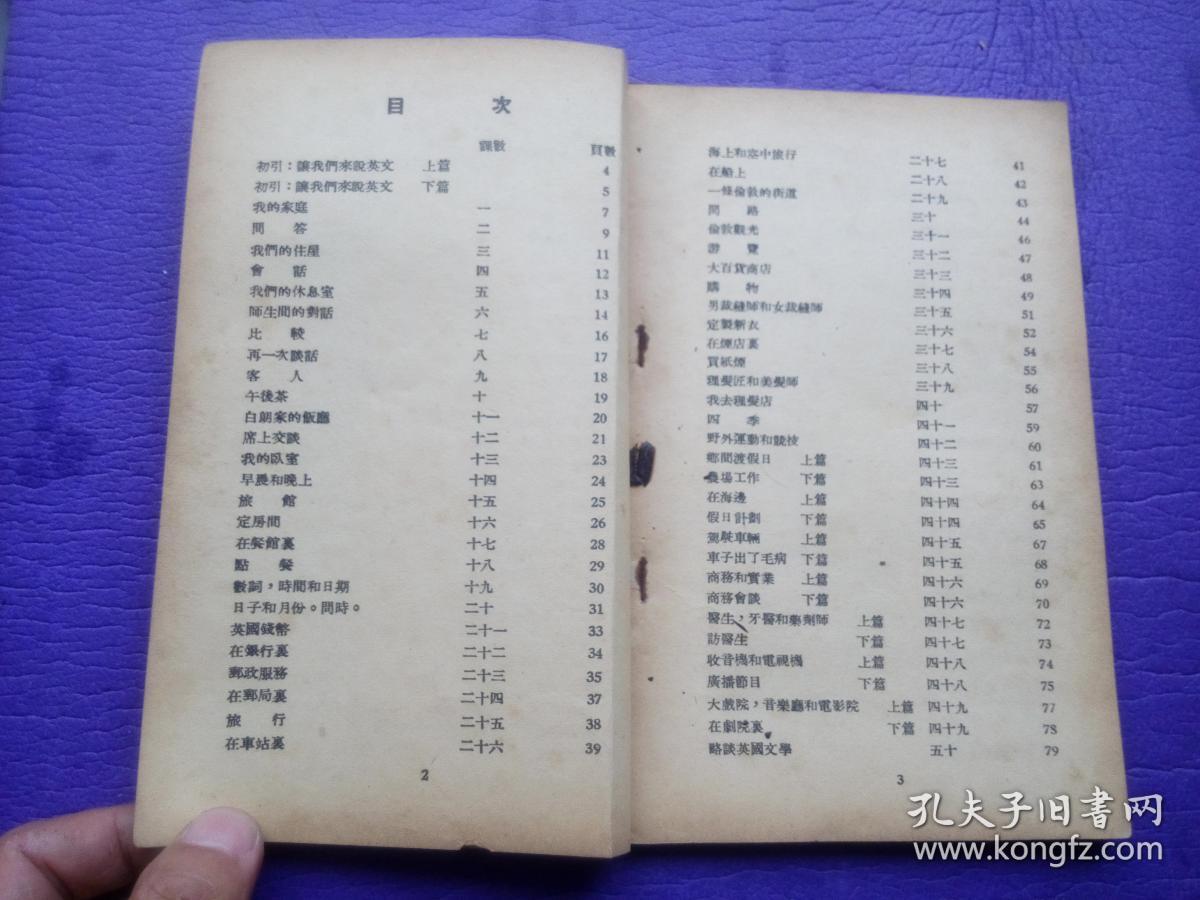 目 次
課數 頁數
初引：讓我們來說英文 上篇 4
初引：讓我們來說英文 下篇 5
我的家庭 一 7
問 答 二 9
我們的住屋 三 11
會 話 四 12
我們的休息室 五 13
師生間的對話 六 14
比 較 七 16
再一次談話 八 17
客 人 九 18
午後茶 十 19
白朗家的飯廳 十一 20
席上交談 十二 21
我的臥室 十三 23
早晨和晚上 十四 24
旅 館 十五 25
定房間 十六 26
在餐館裏 十七 28
點 餐 十八 29
數詞，時間和日期 十九 30
日子和月份。問時。 二十 31
英國錢幣 二十一 33
在銀行裏 二十二 34
郵政服務 二十三 35
在郵局裏 二十四 37
旅 行 二十五 38
在車站裏 二十六 39
2
海上和空中旅行 二十七 41
在船上 二十八 42
一條倫敦的街道 二十九 43
問 路 三十 44
倫敦觀光 三十一 46
游 覽 三十二 47
大百貨商店 三十三 48
購 物 三十四 49
男裁縫師和女裁縫師 三十五 51
定製新衣 三十六 52
在煙店裏 三十七 54
買紙煙 三十八 55
理髮匠和美髮師 三十九 56
我去理髮店 四十 57
四 季 四十一 59
野外運動和競技 四十二 60
鄉間渡假日 上篇 四十三 61
農場工作 下篇 四十三 63
在海邊 上篇 四十四 64
假日計劃 下篇 四十四 65
駕駛車輛 上篇 四十五 67
車子出了毛病 下篇 四十五 68
商務和實業 上篇 四十六 69
商務會談 下篇 四十六 70
醫生，牙醫和藥劑師 上篇 四十七 72
訪醫生 下篇 四十七 73
收音機和電視機 上篇 四十八 74
廣播節目 下篇 四十八 75
大戲院，音樂廳和電影院 上篇 四十九 77
在劇院裏 下篇 四十九 78
略談英國文學 五十 79
3
孔夫子旧书网
www.kongfz.com